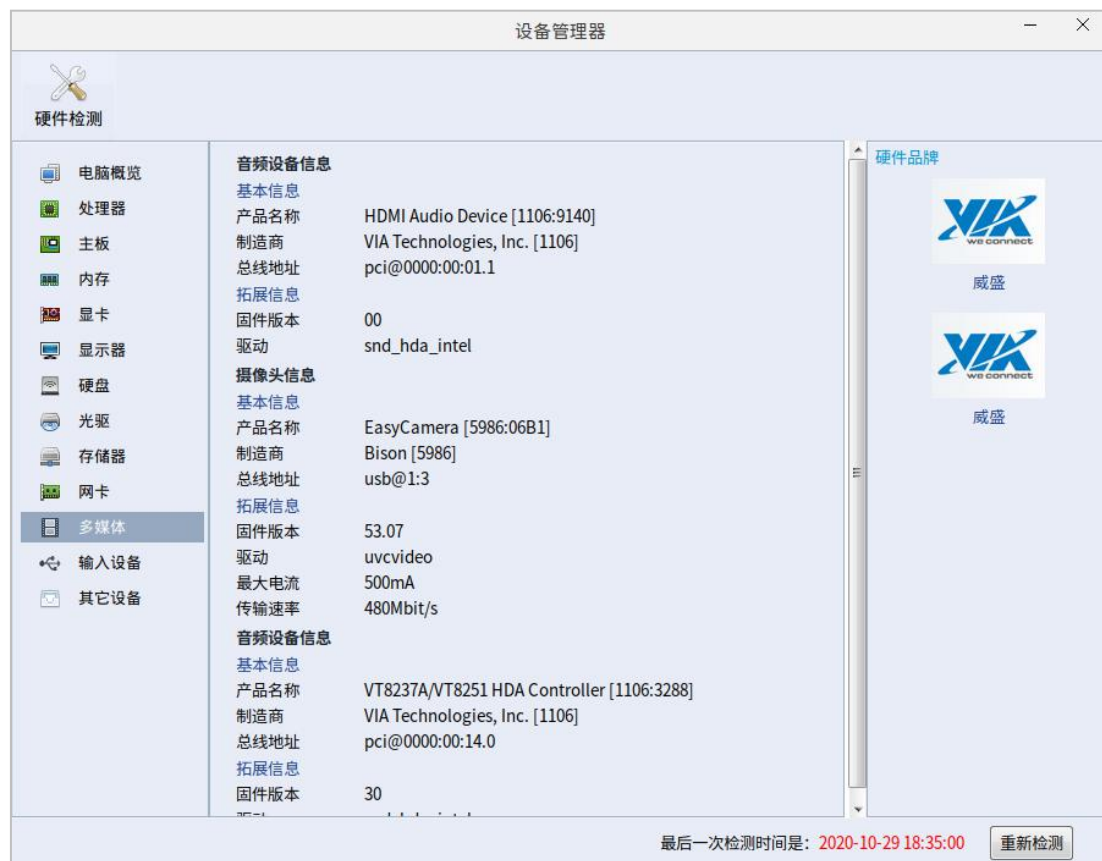 设备管理器
硬件检测
电脑概览
处理器
主板
内存
显卡
显示器
硬盘
光驱
存储器
网卡
多媒体
输入设备
其它设备
音频设备信息
基本信息
产品名称 HDMI Audio Device [1106:9140]
制造商 VIA Technologies, Inc. [1106]
总线地址 pci@0000:00:01.1
拓展信息
固件版本 00
驱动 snd_hda_intel
摄像头信息
基本信息
产品名称 EasyCamera [5986:06B1]
制造商 Bison [5986]
总线地址 usb@1:3
拓展信息
固件版本 53.07
驱动 uvcvideo
最大电流 500mA
传输速率 480Mbit/s
音频设备信息
基本信息
产品名称 VT8237A/VT8251 HDA Controller [1106:3288]
制造商 VIA Technologies, Inc. [1106]
总线地址 pci@0000:00:14.0
拓展信息
固件版本 30
硬件品牌
VIA
we connect
威盛
VIA
we connect
威盛
最后一次检测时间是：2020-10-29 18:35:00
重新检测